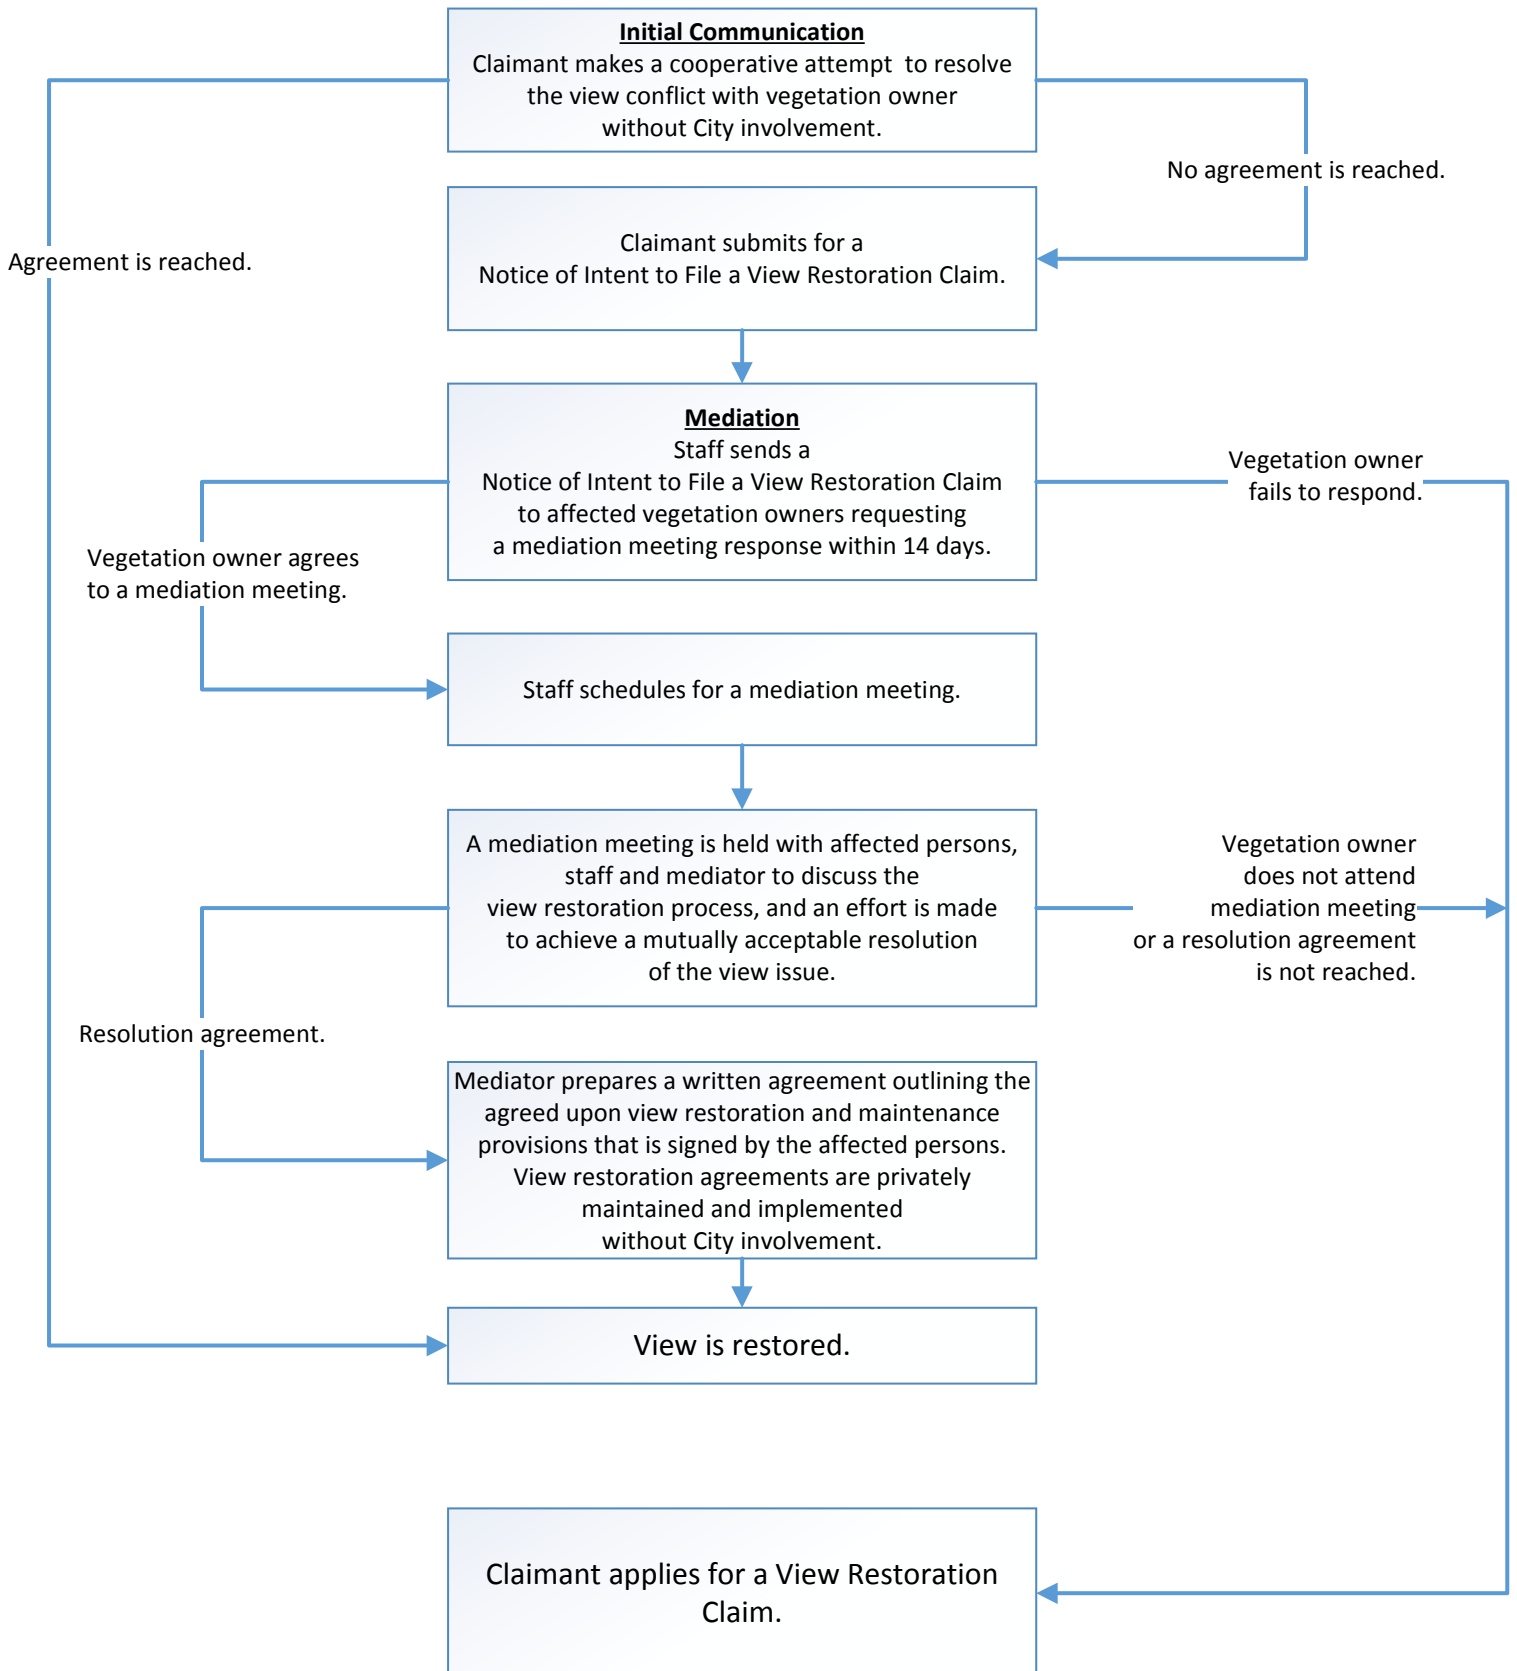 Initial Communication
Claimant makes a cooperative attempt to resolve
the view conflict with vegetation owner
without City involvement.
No agreement is reached.
Agreement is reached.
Claimant submits for a
Notice of Intent to File a View Restoration Claim.
Mediation
Staff sends a
Notice of Intent to File a View Restoration Claim
to affected vegetation owners requesting
a mediation meeting response within 14 days.
Vegetation owner
fails to respond.
Vegetation owner agrees
to a mediation meeting.
Staff schedules for a mediation meeting.
A mediation meeting is held with affected persons,
staff and mediator to discuss the
view restoration process, and an effort is made
to achieve a mutually acceptable resolution
of the view issue.
Vegetation owner
does not attend
mediation meeting
or a resolution agreement
is not reached.
Resolution agreement.
Mediator prepares a written agreement outlining the
agreed upon view restoration and maintenance
provisions that is signed by the affected persons.
View restoration agreements are privately
maintained and implemented
without City involvement.
View is restored.
Claimant applies for a View Restoration
Claim.